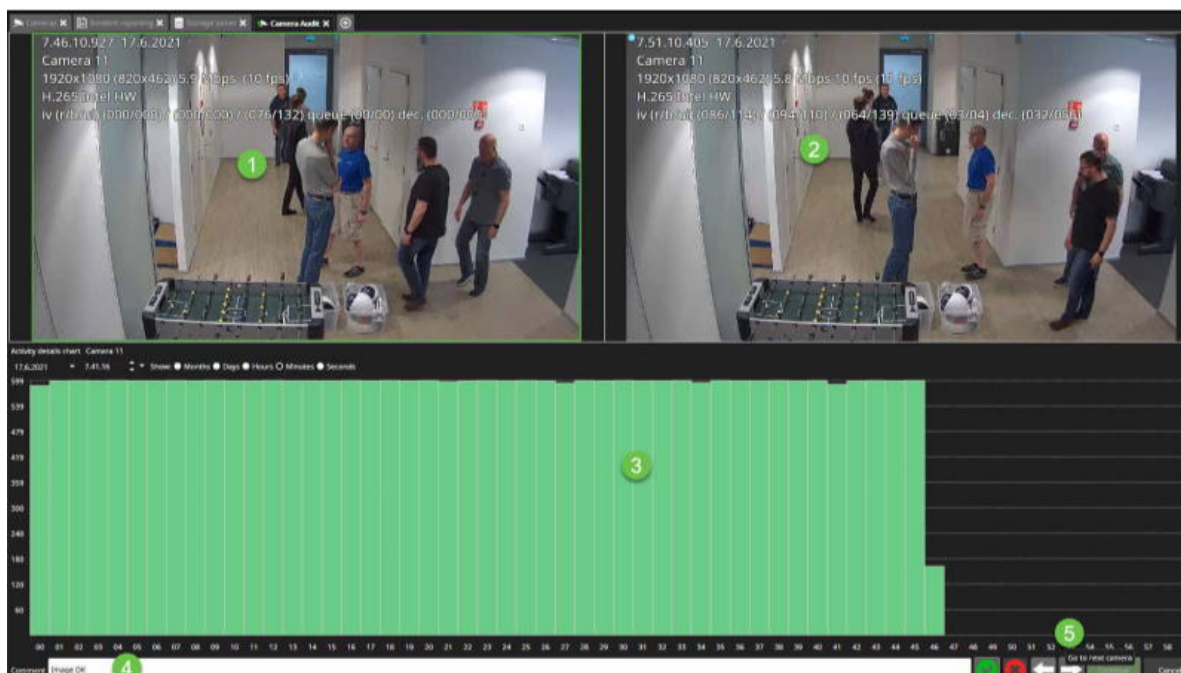 Cameras
Incident reporting
Camera Audit
7.46.10.927 17.6.2021
Camera 11
1920x1080 (820x462) 5.9 Mbps (10 fps)
H.265 Intel HW
1
7.51.10.405 17.6.2021
Camera 11
1920x1080 (820x462) 5.8 Mbps 10 fps
H.265 Intel HW
2
Activity details chart Camera 11
17.6.2021 7.41.16 Show: Months Days Hours Minutes Seconds
599
539
479
419
359
300
240
180
120
60
3
00 01 02 03 04 05 06 07 08 09 10 11 12 13 14 15 16 17 18 19 20 21 22 23 24 25 26 27 28 29 30 31 32 33 34 35 36 37 38 39 40 41 42 43 44 45 46 47 48 49 50 51 52 54 55 56 57 58
5
Go to next camera
Comment Image OK
4
Cancel